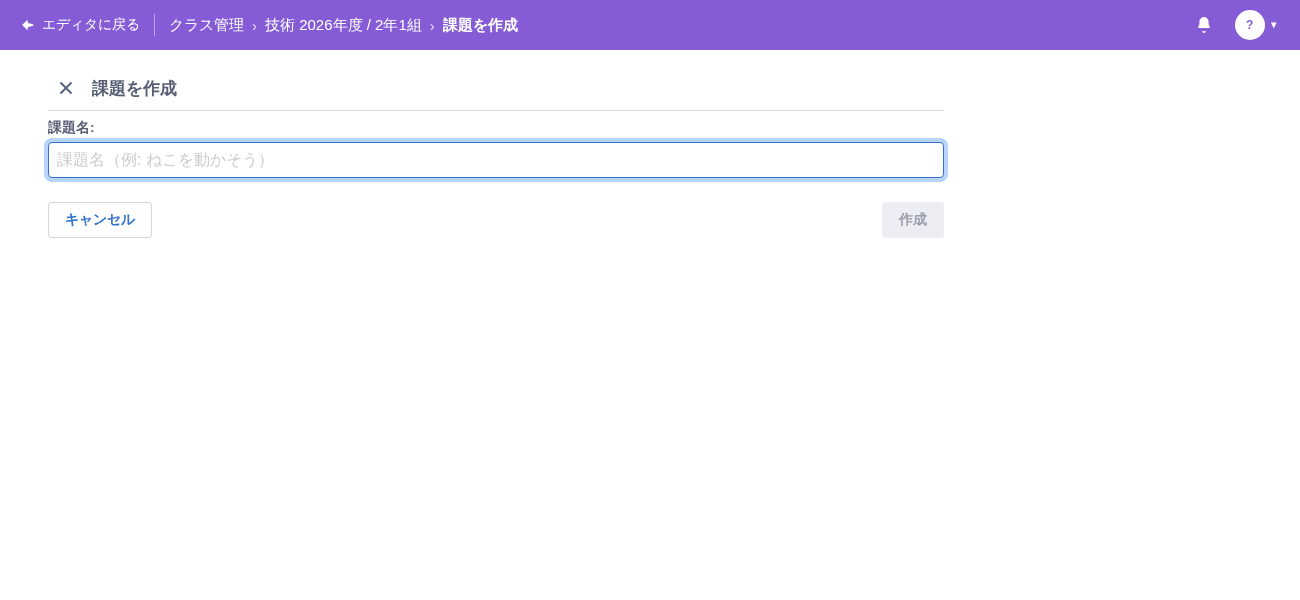 エディタに戻る
クラス管理 › 技術 2026年度 / 2年1組 › 課題を作成
?
課題を作成
課題名:
課題名（例: ねこを動かそう）
キャンセル
作成